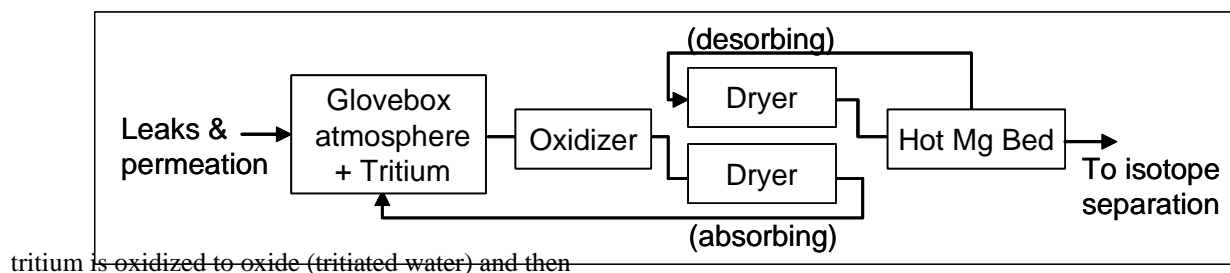 (desorbing)
Leaks &
permeation
Glovebox
atmosphere
+ Tritium
Oxidizer
Dryer
Dryer
Hot Mg Bed
To isotope
separation
(absorbing)
tritium is oxidized to oxide (tritiated water) and then